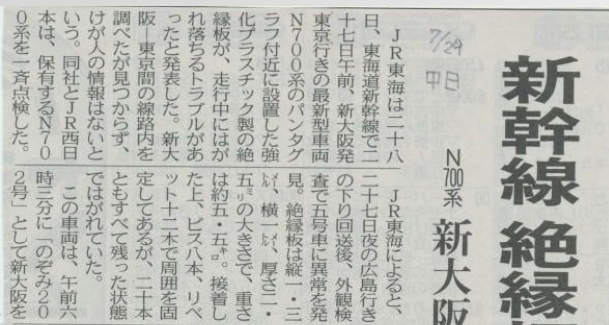 新幹線 絶縁
N700系 新大阪
7/29
中日
JR東海は二十八
日、東海道新幹線で二
十七日午前、新大阪発
東京行きの最新型車両
N700系のパンタグ
ラフ付近に設置した強
化プラスチック製の絶
縁板が、走行中にはが
れ落ちるトラブルがあ
ったと発表した。新大
阪―東京間の線路内を
調べたが見つからず、
けが人の情報はないと
いう。同社とJR西日
本は、保有するN70
0系を一斉点検した。
JR東海によると、
二十七日夜の広島行き
の下り回送後、外観検
査で五号車に異常を発
見。絶縁板は縦一・三
㍍、横一㍍、厚さ二・
五㍉の大きさで、重さ
は約五・五㌔。接着し
た上、ビス八本、リベ
ット十二本で周囲を固
定してあるが、二十本
ともすべて残った状態
ではがれていた。
この車両は、午前六
時三分に「のぞみ20
2号」として新大阪を